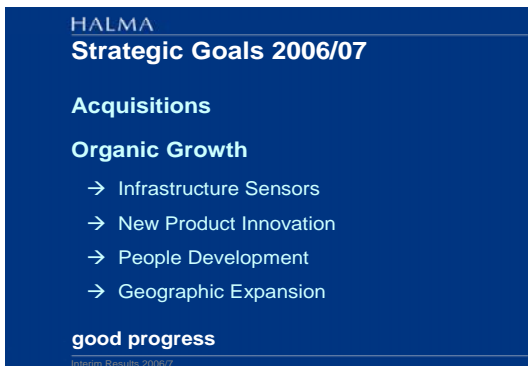 HALMA
Strategic Goals 2006/07
Acquisitions
Organic Growth
→ Infrastructure Sensors
→ New Product Innovation
→ People Development
→ Geographic Expansion
good progress
Interim Results 2006/7